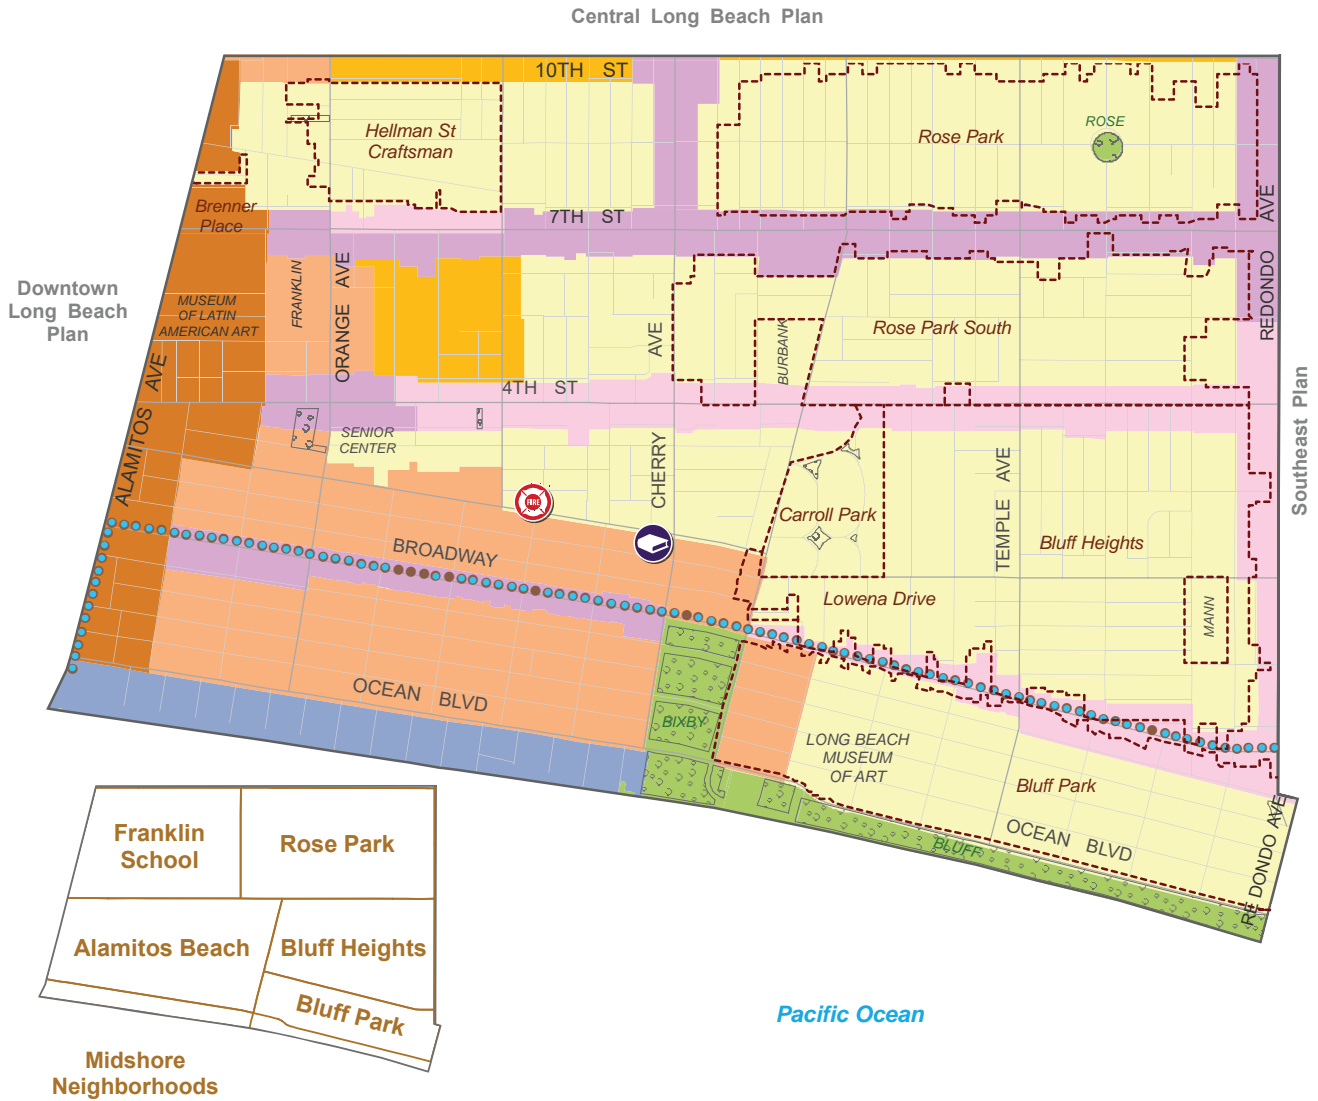 Central Long Beach Plan
10TH ST
Hellman St
Craftsman
Rose Park
ROSE
Brenner
Place
7TH ST
AVE
REDONDO
Downtown
Long Beach
Plan
MUSEUM
OF LATIN
AMERICAN ART
FRANKLIN
ORANGE AVE
AVE
BURBANK
Rose Park South
4TH ST
ALAMITOS AVE
SENIOR
CENTER
CHERRY
Southeast Plan
FIRE
Carroll Park
TEMPLE AVE
Bluff Heights
BROADWAY
Lowena Drive
MANN
OCEAN BLVD
BIXBY
LONG BEACH
MUSEUM
OF ART
Bluff Park
OCEAN BLVD
BLUFF
RE DONDO AVE
Franklin
School
Rose Park
Alamitos Beach
Bluff Heights
Bluff Park
Pacific Ocean
Midshore
Neighborhoods